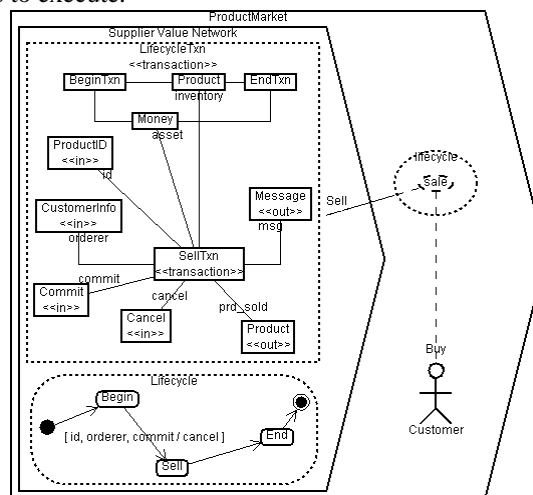 to execute.
ProductMarket
Supplier Value Network
LifecycleTxn
<<transaction>>
BeginTxn
Product
EndTxn
inventory
Money
asset
ProductID
<<in>>
id
lifecycle
sale
CustomerInfo
<<in>>
orderer
Message
<<out>>
msg
Sell
SellTxn
<<transaction>>
commit
Commit
<<in>>
cancel
Cancel
<<in>>
prd_sold
Product
<<out>>
Buy
Customer
Lifecycle
Begin
[ id, orderer, commit / cancel ]
End
Sell